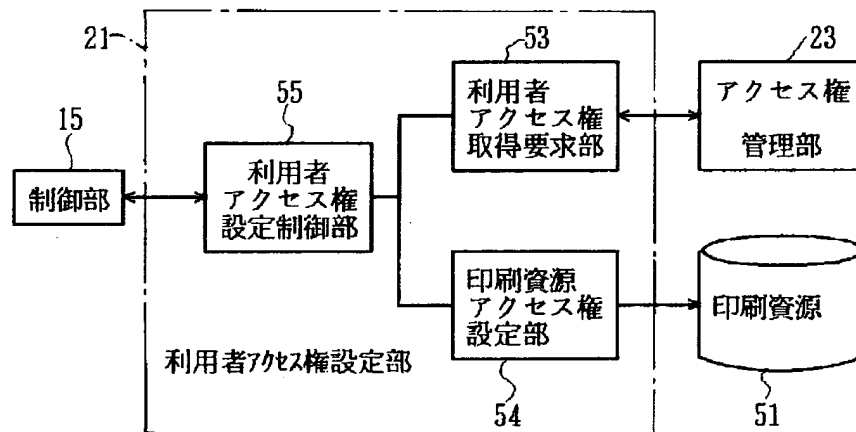 21
53
23
利用者
アクセス権
取得要求部
アクセス権
管理部
55
15
利用者
アクセス権
設定制御部
制御部
印刷資源
アクセス権
設定部
印刷資源
利用者アクセス権設定部
54
51